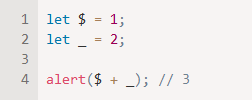 1 let $ = 1;
2 let _ = 2;
3
4 alert($ + _); // 3